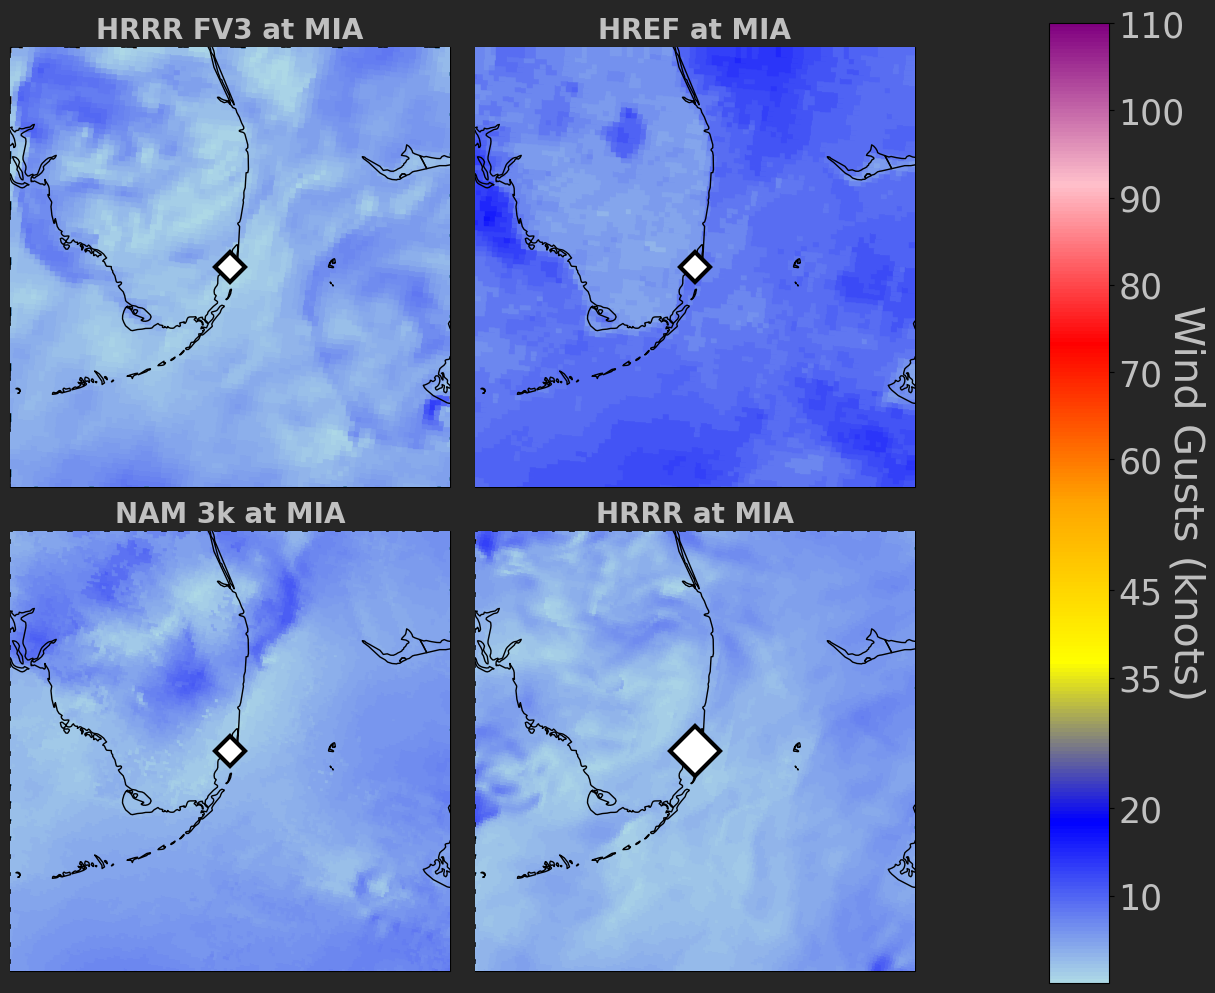 HRRR FV3 at MIA
HREF at MIA
NAM 3k at MIA
HRRR at MIA
110
100
90
80
70
60
45
35
20
10
Wind Gusts (knots)